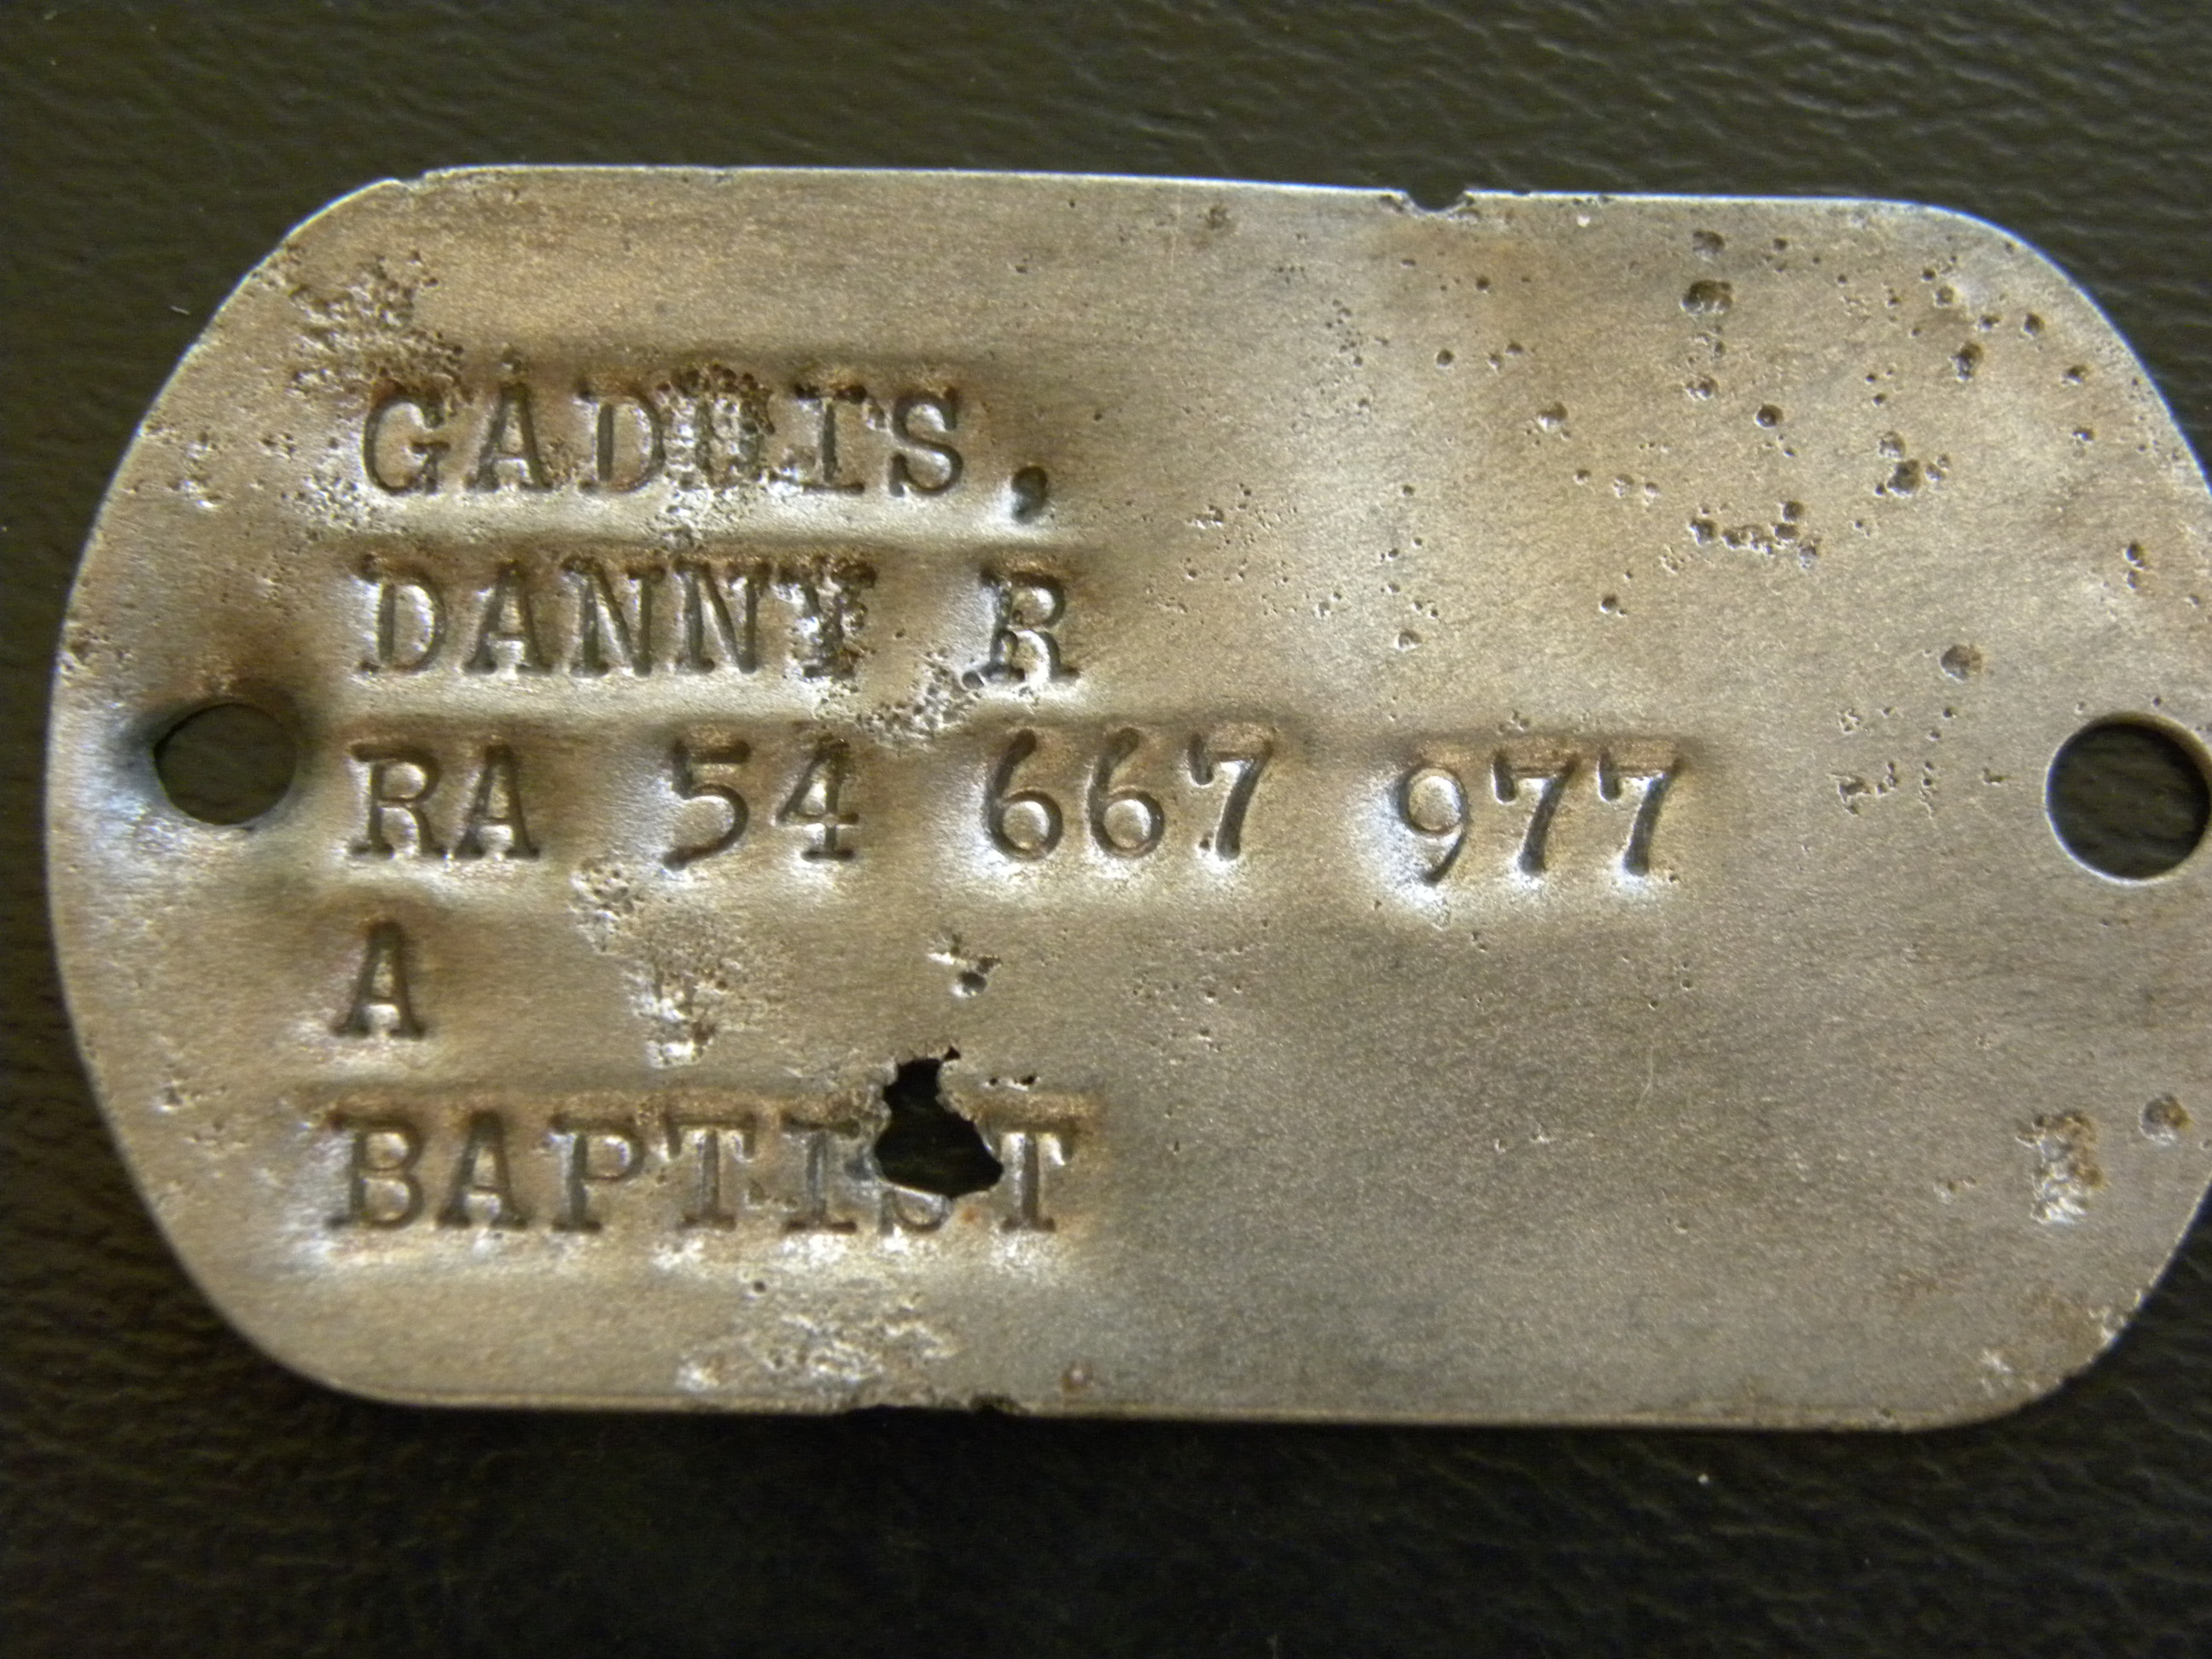 GADDIS,
DANNY R
RA 54 667 977
A
BAPTIST